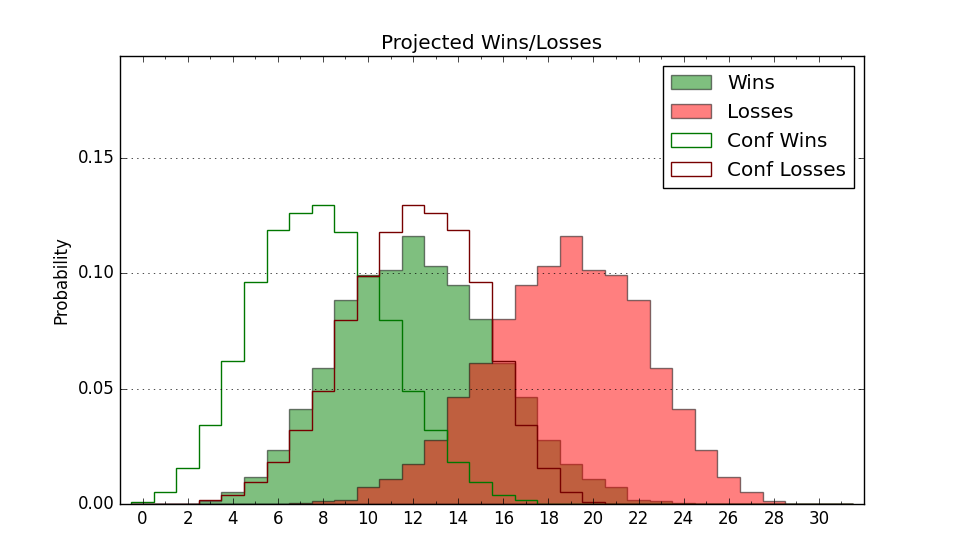 Projected Wins/Losses
Wins
Losses
Conf Wins
Conf Losses
Probability
0.15
0.10
0.05
0.00
0 2 4 6 8 10 12 14 16 18 20 22 24 26 28 30